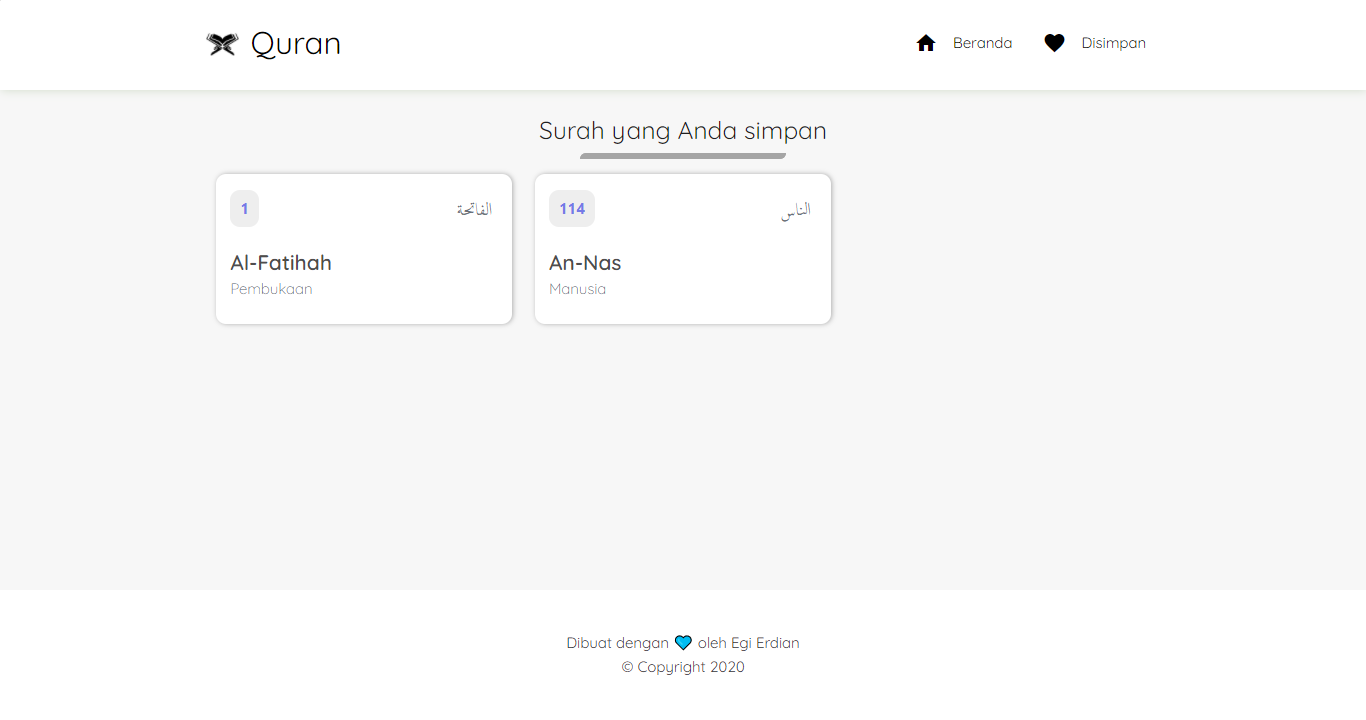 Quran
Beranda
Disimpan
Surah yang Anda simpan
1
الفاتحة
Al-Fatihah
Pembukaan
114
الناس
An-Nas
Manusia
Dibuat dengan 💙 oleh Egi Erdian
© Copyright 2020